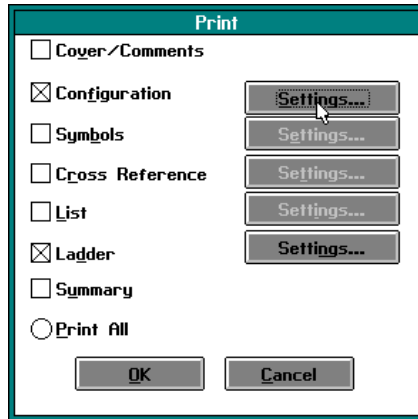 Print
Cover/Comments
Configuration Settings...
Symbols Settings...
Cross Reference Settings...
List Settings...
Ladder Settings...
Summary
Print All
OK Cancel